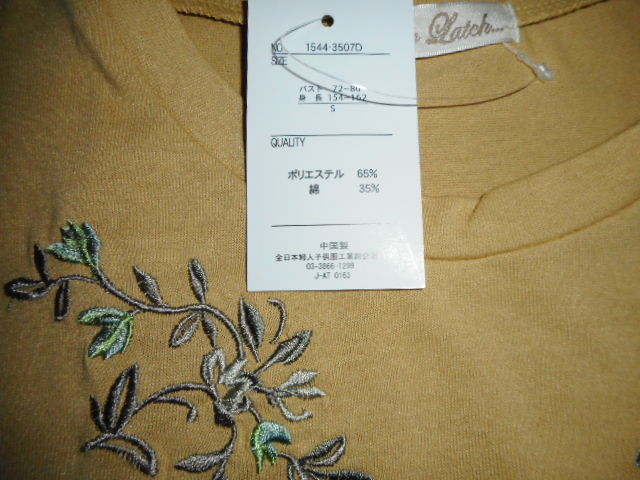 Latch...
NO. 1544-3507D
SIZE
バスト 72-80
身長 154-162
S
QUALITY
ポリエステル 65%
綿 35%
中国製
全日本婦人子供服工業組合
03-3866-1299
J-AT 0163